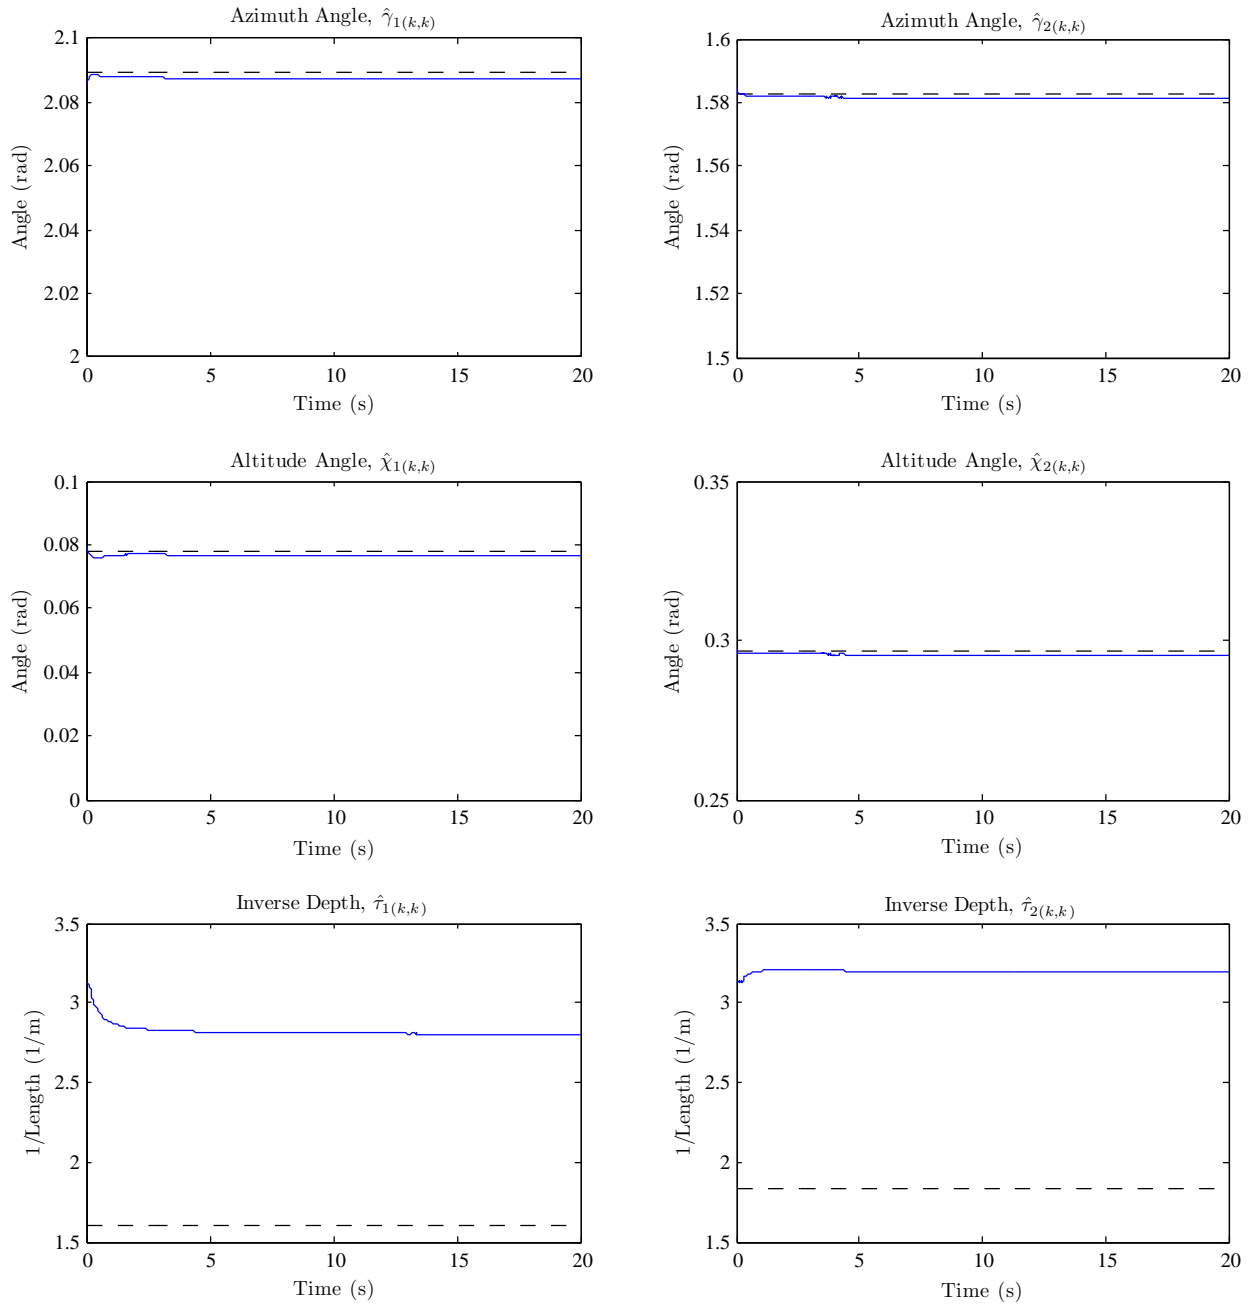 Azimuth Angle, γ̂1(k,k)
2.1
2.08
2.06
2.04
2.02
2
Angle (rad)
0 5 10 15 20
Time (s)
Azimuth Angle, γ̂2(k,k)
1.6
1.58
1.56
1.54
1.52
1.5
Angle (rad)
0 5 10 15 20
Time (s)
Altitude Angle, χ̂1(k,k)
0.1
0.08
0.06
0.04
0.02
0
Angle (rad)
0 5 10 15 20
Time (s)
Altitude Angle, χ̂2(k,k)
0.35
0.3
0.25
Angle (rad)
0 5 10 15 20
Time (s)
Inverse Depth, τ̂1(k,k)
3.5
3
2.5
2
1.5
1/Length (1/m)
0 5 10 15 20
Time (s)
Inverse Depth, τ̂2(k,k)
3.5
3
2.5
2
1.5
1/Length (1/m)
0 5 10 15 20
Time (s)